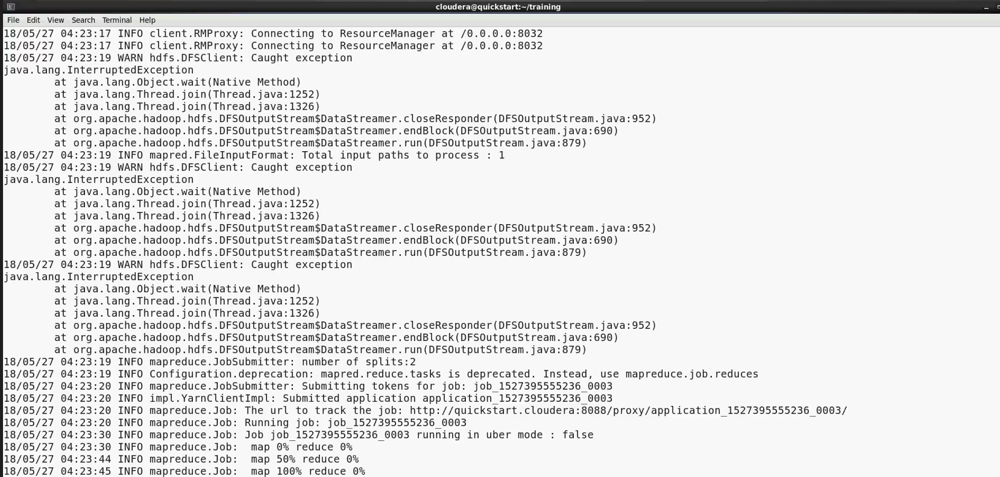 cloudera@quickstart:~/training
File Edit View Search Terminal Help
18/05/27 04:23:17 INFO client.RMProxy: Connecting to ResourceManager at /0.0.0.0:8032
18/05/27 04:23:17 INFO client.RMProxy: Connecting to ResourceManager at /0.0.0.0:8032
18/05/27 04:23:19 WARN hdfs.DFSClient: Caught exception
java.lang.InterruptedException
        at java.lang.Object.wait(Native Method)
        at java.lang.Thread.join(Thread.java:1252)
        at java.lang.Thread.join(Thread.java:1326)
        at org.apache.hadoop.hdfs.DFSOutputStream$DataStreamer.closeResponder(DFSOutputStream.java:952)
        at org.apache.hadoop.hdfs.DFSOutputStream$DataStreamer.endBlock(DFSOutputStream.java:690)
        at org.apache.hadoop.hdfs.DFSOutputStream$DataStreamer.run(DFSOutputStream.java:879)
18/05/27 04:23:19 INFO mapred.FileInputFormat: Total input paths to process : 1
18/05/27 04:23:19 WARN hdfs.DFSClient: Caught exception
java.lang.InterruptedException
        at java.lang.Object.wait(Native Method)
        at java.lang.Thread.join(Thread.java:1252)
        at java.lang.Thread.join(Thread.java:1326)
        at org.apache.hadoop.hdfs.DFSOutputStream$DataStreamer.closeResponder(DFSOutputStream.java:952)
        at org.apache.hadoop.hdfs.DFSOutputStream$DataStreamer.endBlock(DFSOutputStream.java:690)
        at org.apache.hadoop.hdfs.DFSOutputStream$DataStreamer.run(DFSOutputStream.java:879)
18/05/27 04:23:19 WARN hdfs.DFSClient: Caught exception
java.lang.InterruptedException
        at java.lang.Object.wait(Native Method)
        at java.lang.Thread.join(Thread.java:1252)
        at java.lang.Thread.join(Thread.java:1326)
        at org.apache.hadoop.hdfs.DFSOutputStream$DataStreamer.closeResponder(DFSOutputStream.java:952)
        at org.apache.hadoop.hdfs.DFSOutputStream$DataStreamer.endBlock(DFSOutputStream.java:690)
        at org.apache.hadoop.hdfs.DFSOutputStream$DataStreamer.run(DFSOutputStream.java:879)
18/05/27 04:23:19 INFO mapreduce.JobSubmitter: number of splits:2
18/05/27 04:23:19 INFO Configuration.deprecation: mapred.reduce.tasks is deprecated. Instead, use mapreduce.job.reduces
18/05/27 04:23:20 INFO mapreduce.JobSubmitter: Submitting tokens for job: job_1527395555236_0003
18/05/27 04:23:20 INFO impl.YarnClientImpl: Submitted application application_1527395555236_0003
18/05/27 04:23:20 INFO mapreduce.Job: The url to track the job: http://quickstart.cloudera:8088/proxy/application_1527395555236_0003/
18/05/27 04:23:20 INFO mapreduce.Job: Running job: job_1527395555236_0003
18/05/27 04:23:30 INFO mapreduce.Job: Job job_1527395555236_0003 running in uber mode : false
18/05/27 04:23:30 INFO mapreduce.Job:  map 0% reduce 0%
18/05/27 04:23:44 INFO mapreduce.Job:  map 50% reduce 0%
18/05/27 04:23:45 INFO mapreduce.Job:  map 100% reduce 0%